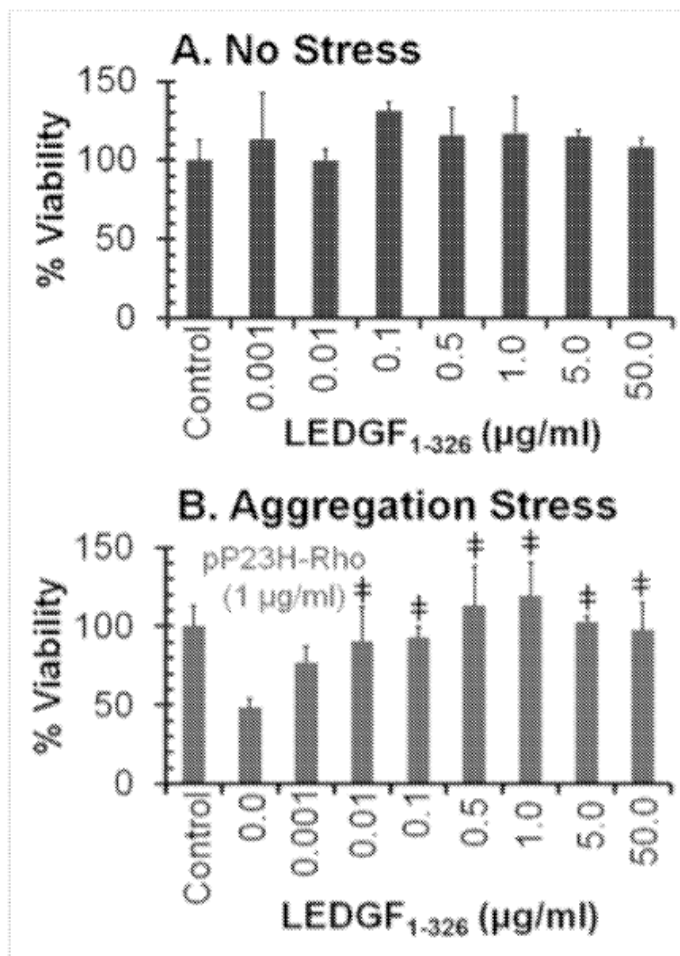 A. No Stress
% Viability
150
100
50
0
Control 0.001 0.01 0.1 0.5 1.0 5.0 50.0
LEDGF1-326 (µg/ml)
B. Aggregation Stress
% Viability
150
100
50
0
pP23H-Rho
(1 µg/ml)
ǂ ǂ ǂ ǂ ǂ ǂ
Control 0.0 0.001 0.01 0.1 0.5 1.0 5.0 50.0
LEDGF1-326 (µg/ml)